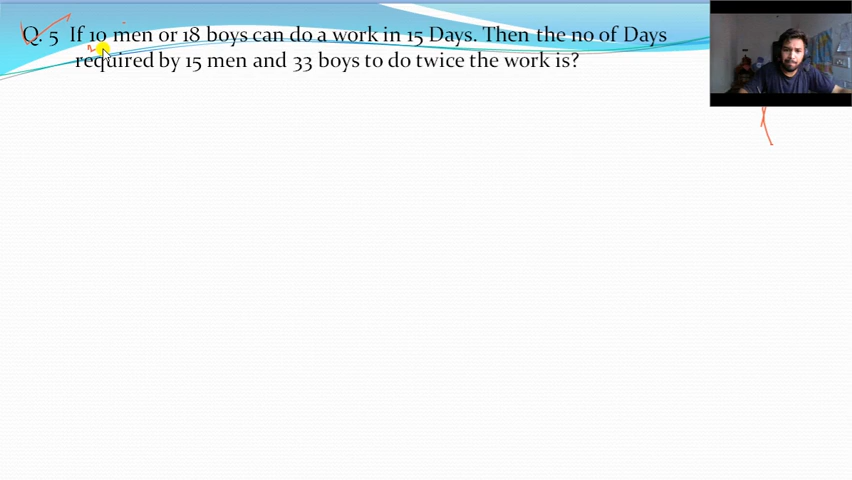 Q. 5 If 10 men or 18 boys can do a work in 15 Days. Then the no of Days
required by 15 men and 33 boys to do twice the work is?